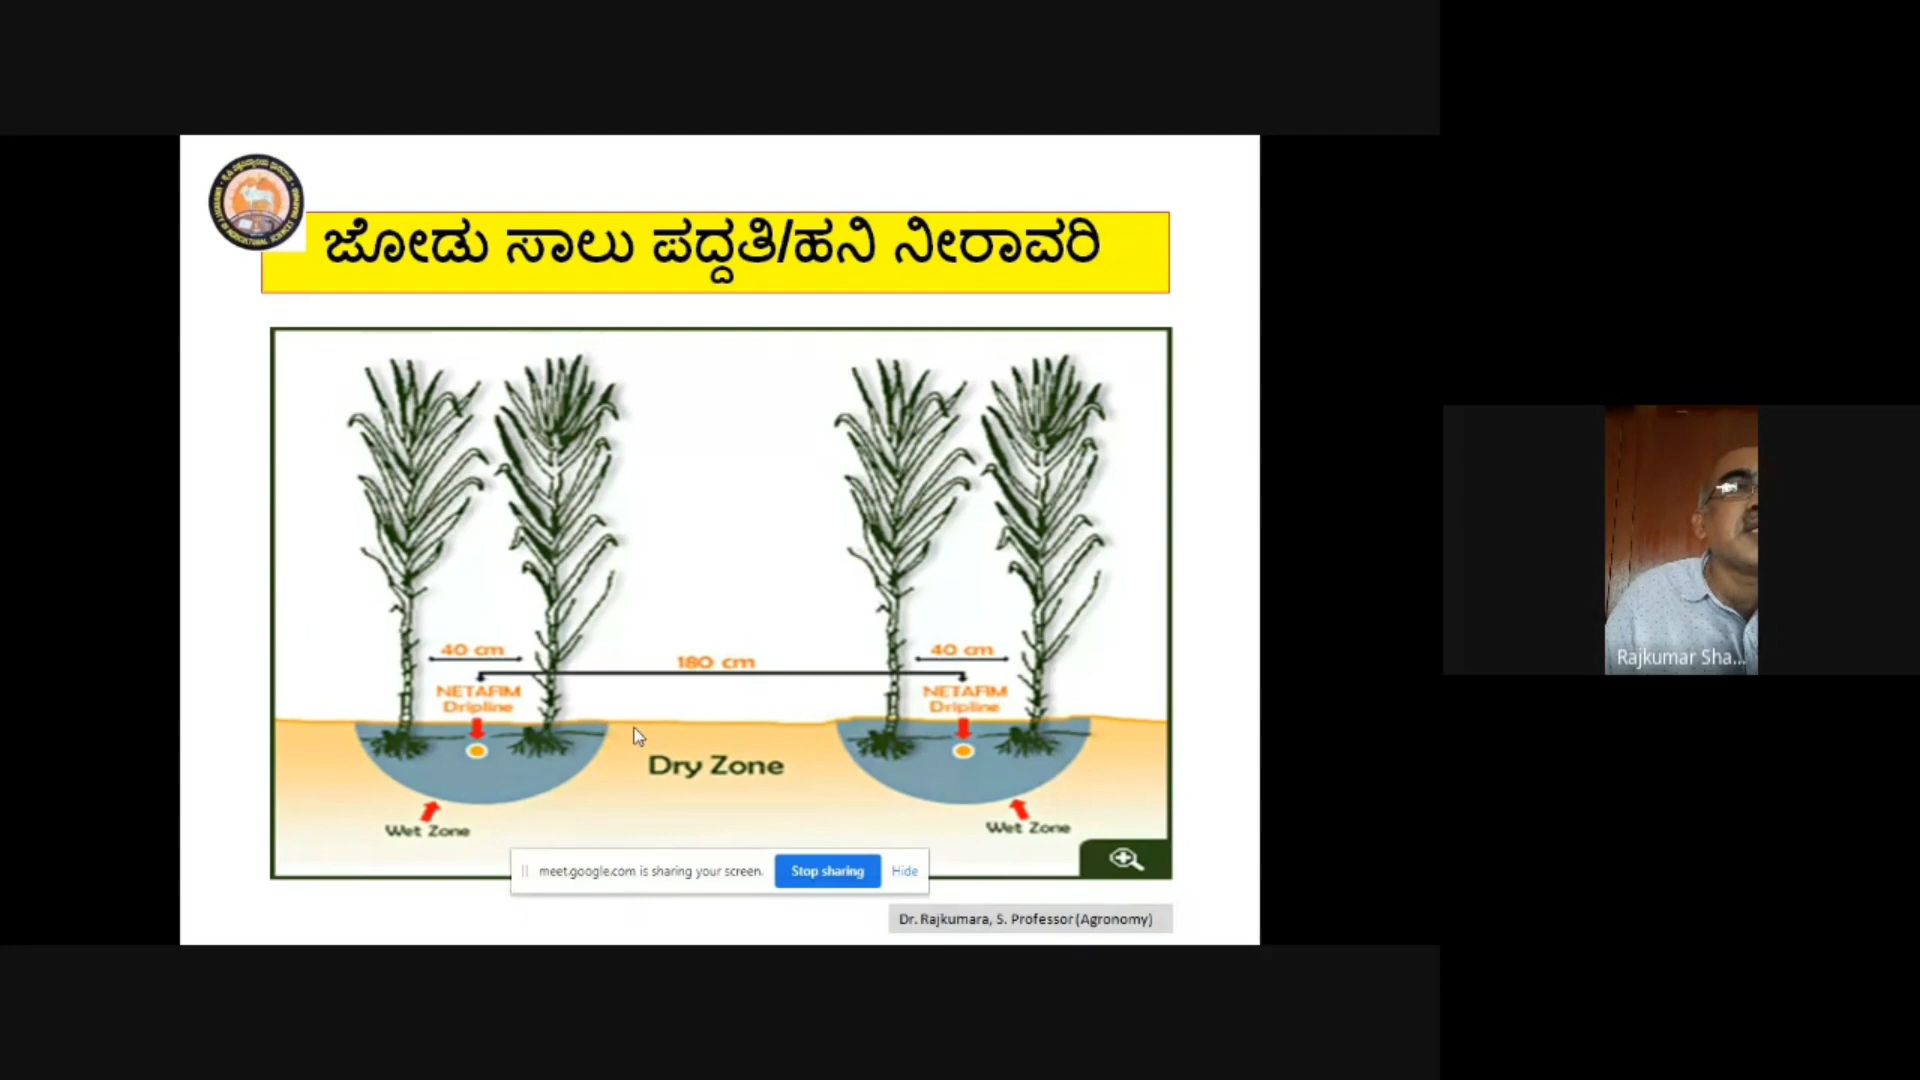 ಜೋಡು ಸಾಲು ಪದ್ದತಿ/ಹನಿ ನೀರಾವರಿ
40 cm
180 cm
40 cm
NETAFIM
Dripline
NETAFIM
Dripline
Dry Zone
Wet Zone
Wet Zone
meet.google.com is sharing your screen.
Stop sharing
Hide
Dr. Rajkumara, S. Professor (Agronomy)
Rajkumar Sha...